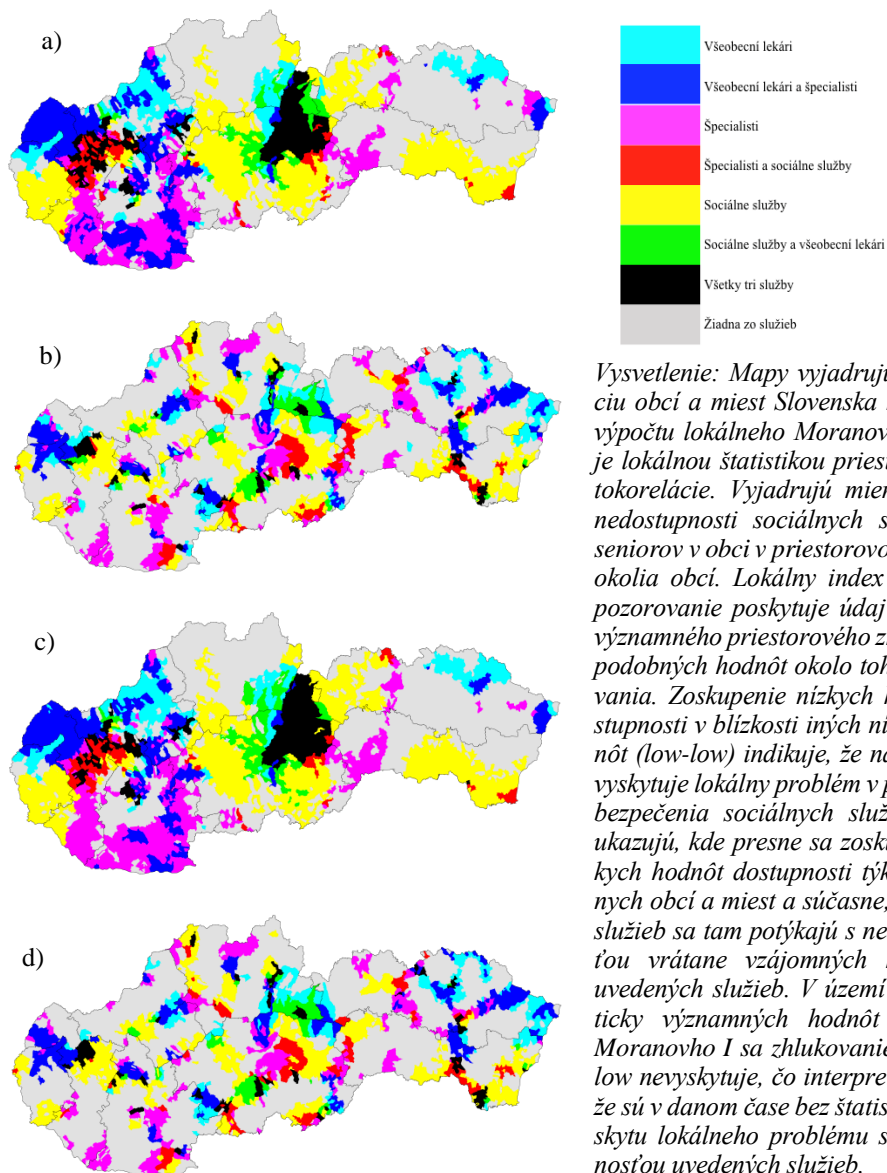 a)
Všeobecní lekári
Všeobecní lekári a špecialisti
Špecialisti
Špecialisti a sociálne služby
Sociálne služby
Sociálne služby a všeobecní lekári
Všetky tri služby
Žiadna zo služieb
b)
c)
d)
Vysvetlenie: Mapy vyjadruj
ciu obcí a miest Slovenska
výpočtu lokálneho Moranov
je lokálnou štatistikou pries
tokorelácie. Vyjadrujú mier
nedostupnosti sociálnych s
seniorov v obci v priestorovo
okolia obcí. Lokálny index
pozorovanie poskytuje údaj
významného priestorového z
podobných hodnôt okolo toh
vania. Zoskupenie nízkych
stupnosti v blízkosti iných ni
nôt (low-low) indikuje, že na
vyskytuje lokálny problém v p
bezpečenia sociálnych služ
ukazujú, kde presne sa zosk
kych hodnôt dostupnosti týk
nych obcí a miest a súčasne,
služieb sa tam potýkajú s ne
ťou vrátane vzájomných
uvedených služieb. V území
ticky významných hodnôt
Moranovho I sa zhlukovanie
low nevyskytuje, čo interpre
že sú v danom čase bez štatis
skytu lokálneho problému s
nosťou uvedených služieb.